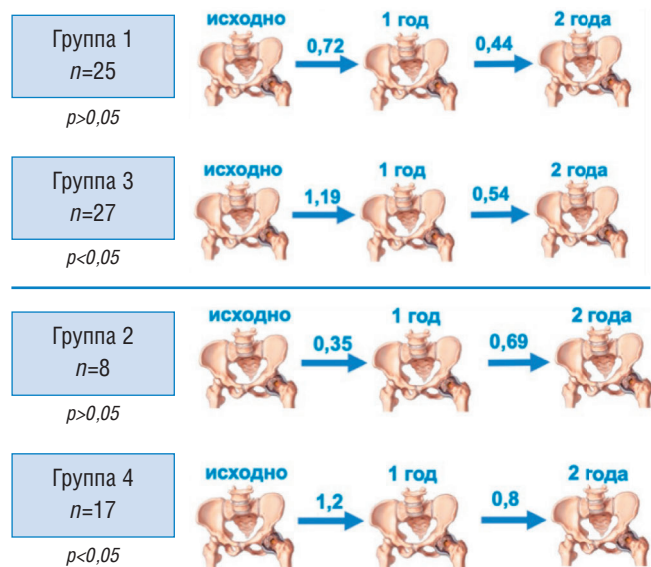 Группа 1
n=25
p>0,05
исходно 1 год 2 года
0,72 0,44
Группа 3
n=27
p<0,05
исходно 1 год 2 года
1,19 0,54
Группа 2
n=8
p>0,05
исходно 1 год 2 года
0,35 0,69
Группа 4
n=17
p<0,05
исходно 1 год 2 года
1,2 0,8